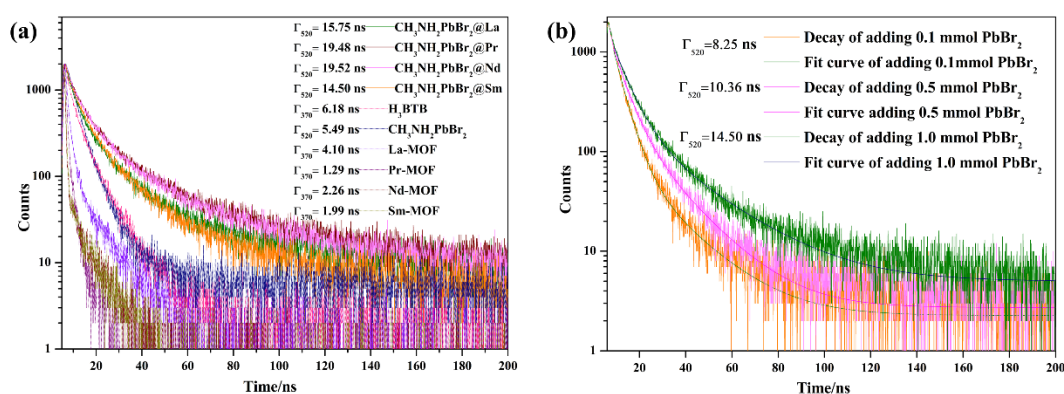 (a)
Γ520= 15.75 ns CH3NH2PbBr2@La
Γ520= 19.48 ns CH3NH2PbBr2@Pr
Γ520= 19.52 ns CH3NH2PbBr2@Nd
Γ520= 14.50 ns CH3NH2PbBr2@Sm
Γ370= 6.18 ns H3BTB
Γ520= 5.49 ns CH3NH2PbBr2
Γ370= 4.10 ns La-MOF
Γ370= 1.29 ns Pr-MOF
Γ370= 2.26 ns Nd-MOF
Γ370= 1.99 ns Sm-MOF
Counts
1000
100
10
1
20 40 60 80 100 120 140 160 180 200
Time/ns
(b)
Γ520=8.25 ns
Γ520=10.36 ns
Γ520=14.50 ns
Decay of adding 0.1 mmol PbBr2
Fit curve of adding 0.1mmol PbBr2
Decay of adding 0.5 mmol PbBr2
Fit curve adding 0.5 mmol PbBr2
Decay of adding 1.0 mmol PbBr2
Fit curve of adding 1.0 mmol PbBr2
Counts
1000
100
10
1
20 40 60 80 100 120 140 160 180 200
Time/ns